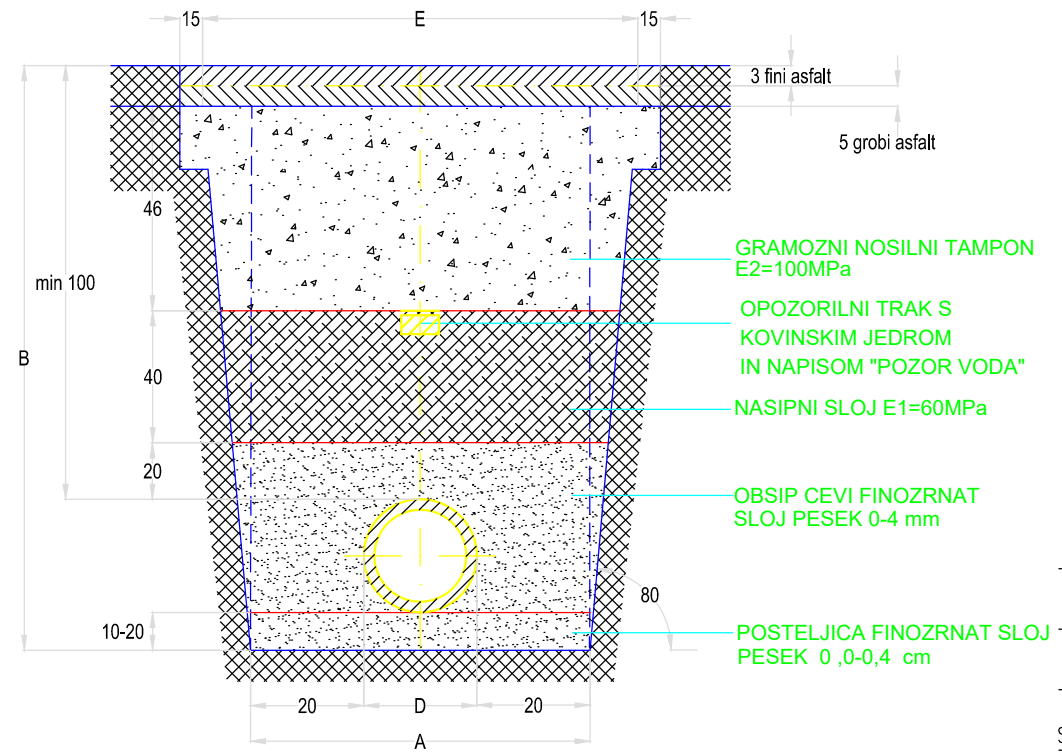 15
E
15
3 fini asfalt
5 grobi asfalt
46
min 100
GRAMOZNI NOSILNI TAMPON
E2=100MPa
OPOZORILNI TRAK S
KOVINSKIM JEDROM
IN NAPISOM "POZOR VODA"
B
40
NASIPNI SLOJ E1=60MPa
20
OBSIP CEVI FINOZRNAT
SLOJ PESEK 0-4 mm
80
10-20
POSTELJICA FINOZRNAT SLOJ
PESEK 0 ,0-0,4 cm
20
D
20
A